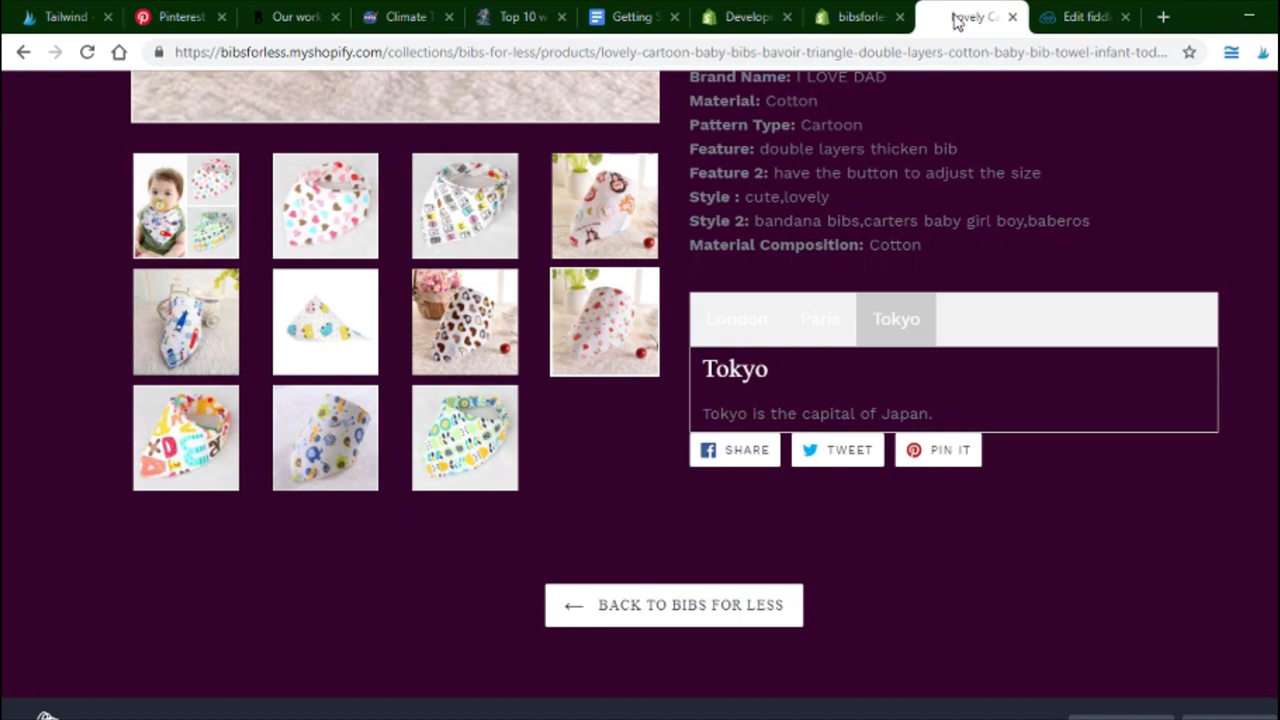 Tailwind -
Pinterest
Our work
Climate T
Top 10 w
Getting S
Develop
bibsforle
Lovely Ca
Edit fiddl
https://bibsforless.myshopify.com/collections/bibs-for-less/products/lovely-cartoon-baby-bibs-bavoir-triangle-double-layers-cotton-baby-bib-towel-infant-tod...
Brand Name: I LOVE DAD
Material: Cotton
Pattern Type: Cartoon
Feature: double layers thicken bib
Feature 2: have the button to adjust the size
Style : cute,lovely
Style 2: bandana bibs,carters baby girl boy,baberos
Material Composition: Cotton
London Paris Tokyo
Tokyo
Tokyo is the capital of Japan.
SHARE TWEET PIN IT
← BACK TO BIBS FOR LESS